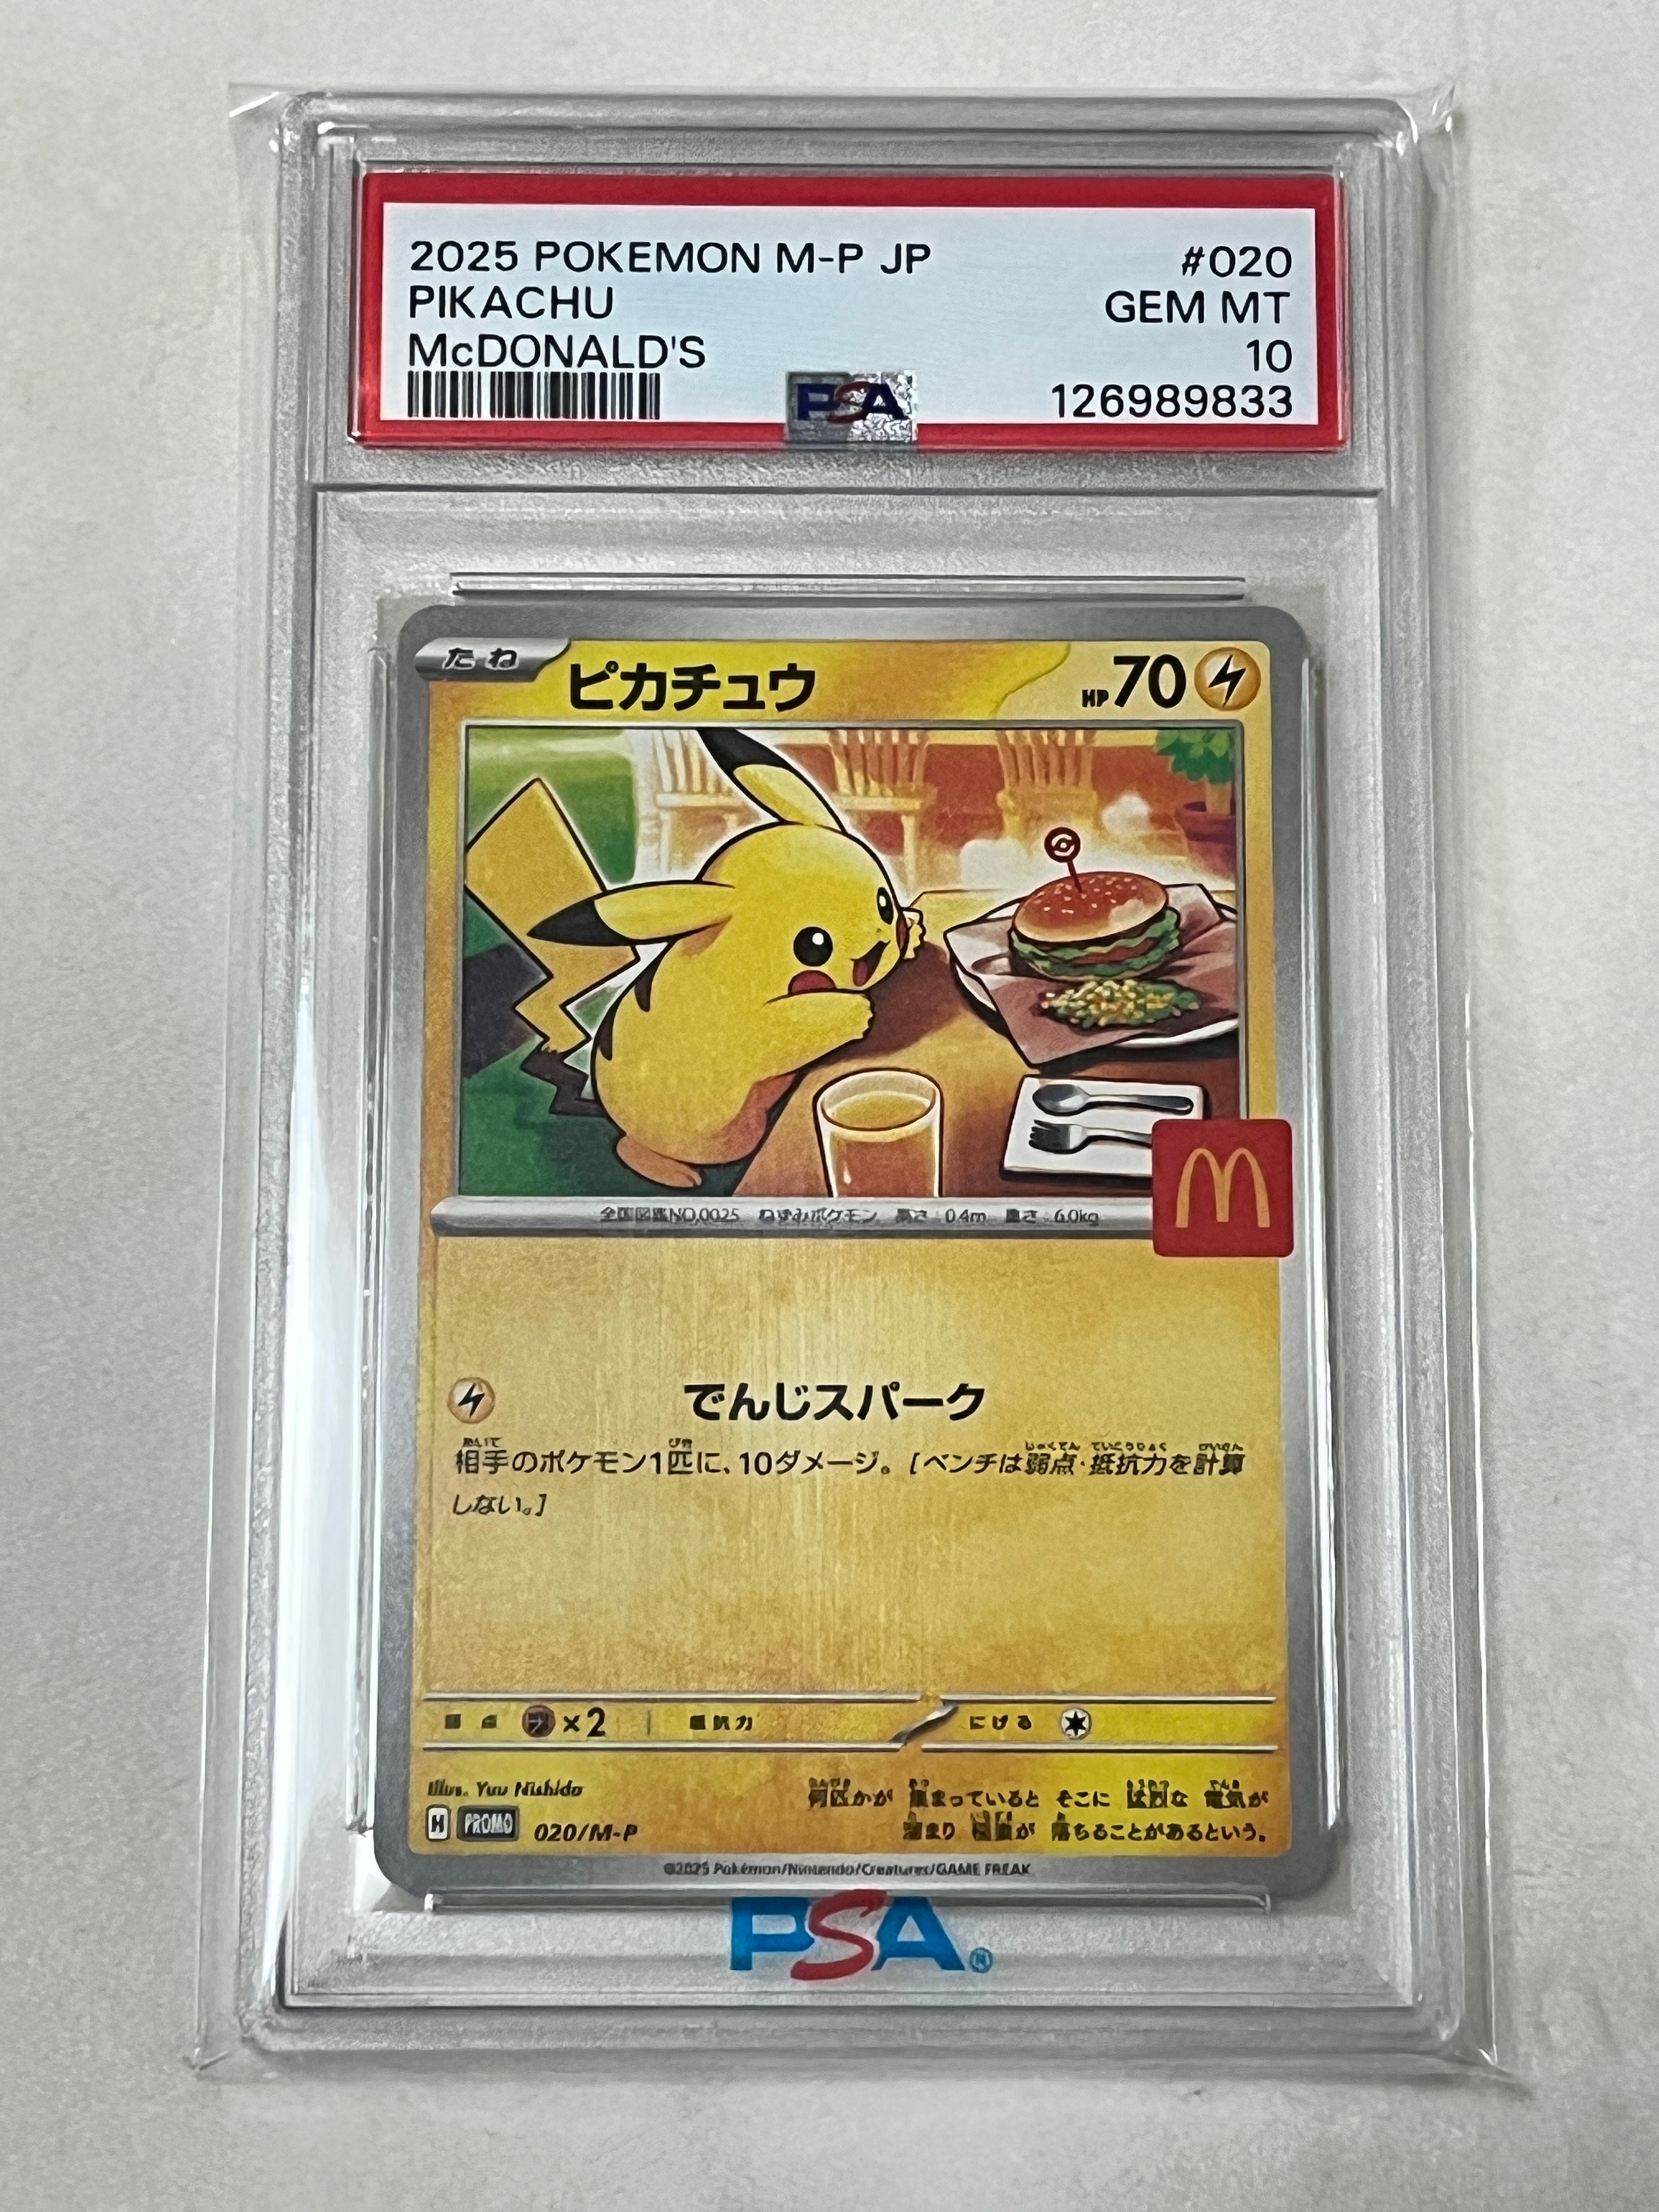 2025 POKEMON M-P JP #020
PIKACHU GEM MT
McDONALD'S 10
PSA 126989833
たね ピカチュウ HP70
全国図鑑NO.0025 ねずみポケモン 高さ 0.4m 重さ 6.0kg
でんじスパーク
相手のポケモン1匹に、10ダメージ。[ベンチは弱点・抵抗力を計算
しない。]
×2 抵抗力 にげる
Illus. Yuu Nishida
何匹かが 集まっていると そこに な 電気が
溜まり が 落ちることがあるという。
H PROMO 020/M-P
©2025 Pokémon/Nintendo/Creatures/GAME FREAK
PSA®